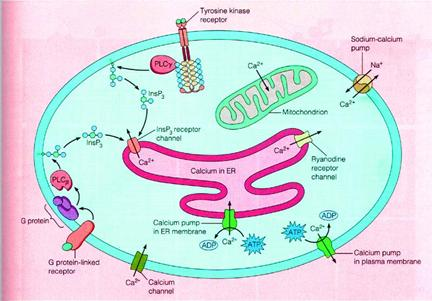 Tyrosine kinase
receptor
Sodium-calcium
pump
PLCγ
Na+
Ca2+
Ca2+
InsP3
Mitochondrion
InsP3
InsP3 receptor
channel
Ca2+
Ca2+
Ryanodine
receptor
channel
Calcium in ER
PLCβ
G protein
Calcium pump
in ER membrane
Ca2+
ADP
ATP
ADP
ATP
Ca2+
G protein-linked
receptor
Calcium pump
in plasma membrane
Ca2+
Calcium
channel